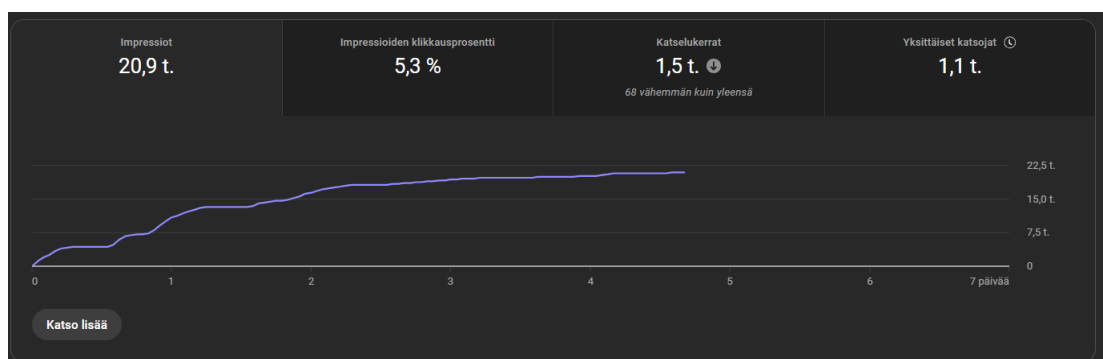 Impressiot
20,9 t.
Impressioiden klikkausprosentti
5,3 %
Katselukerrat
1,5 t.
68 vähemmän kuin yleensä
Yksittäiset katsojat
1,1 t.
22,5 t.
15,0 t.
7,5 t.
0
0
1
2
3
4
5
6
7 päivää
Katso lisää